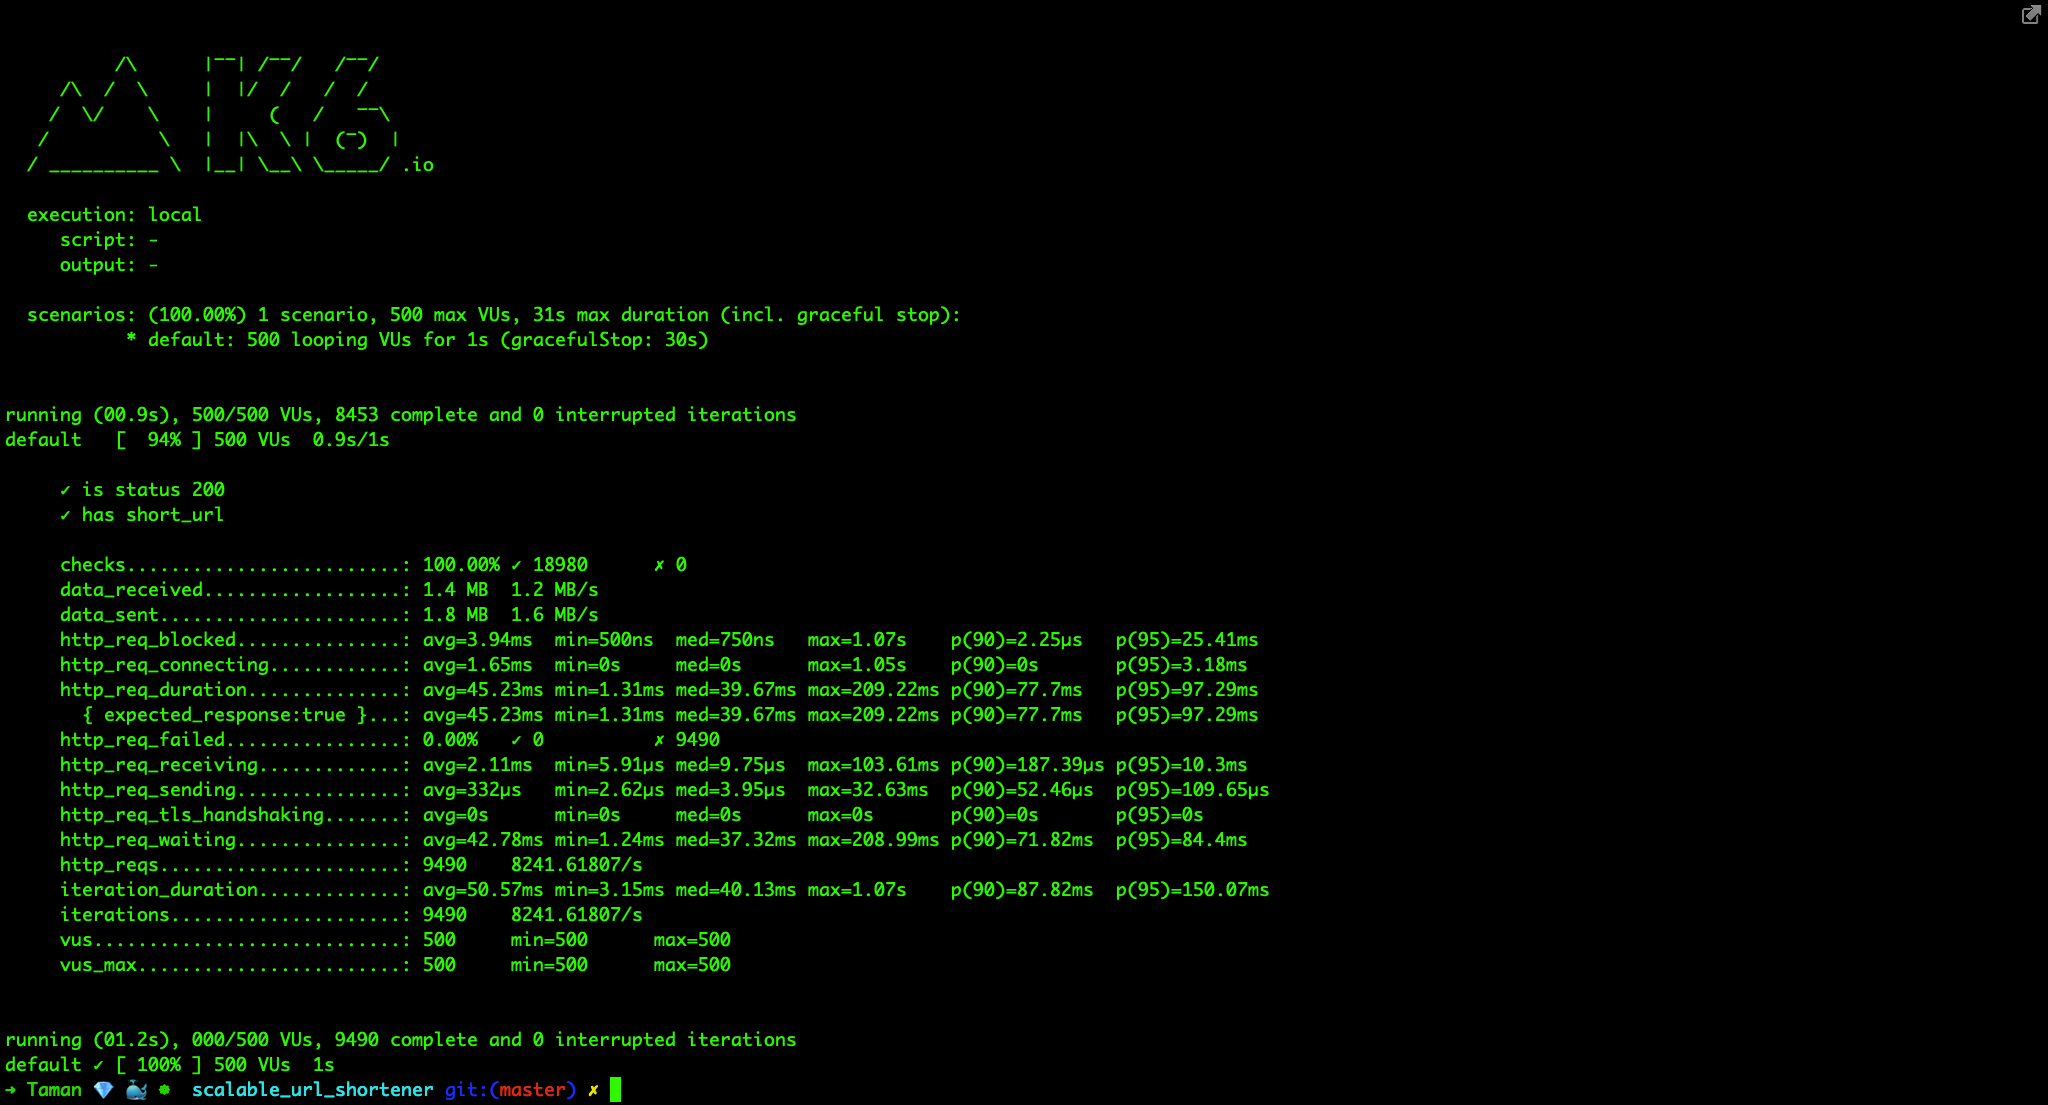 /\      |‾‾| /‾‾/   /‾‾/
    /\  /  \     |  |/  /   /  /
   /  \/    \    |     (   /   ‾‾\
  /          \   |  |\  \ |  (‾)  |
 / __________ \  |__| \__\ \_____/ .io
execution: local
script: -
output: -
scenarios: (100.00%) 1 scenario, 500 max VUs, 31s max duration (incl. graceful stop):
* default: 500 looping VUs for 1s (gracefulStop: 30s)
running (00.9s), 500/500 VUs, 8453 complete and 0 interrupted iterations
default   [  94% ] 500 VUs  0.9s/1s
✓ is status 200
✓ has short_url
checks.........................: 100.00% ✓ 18980      ✗ 0
data_received..................: 1.4 MB  1.2 MB/s
data_sent......................: 1.8 MB  1.6 MB/s
http_req_blocked...............: avg=3.94ms  min=500ns  med=750ns   max=1.07s    p(90)=2.25µs   p(95)=25.41ms
http_req_connecting............: avg=1.65ms  min=0s     med=0s      max=1.05s    p(90)=0s       p(95)=3.18ms
http_req_duration..............: avg=45.23ms min=1.31ms med=39.67ms max=209.22ms p(90)=77.7ms   p(95)=97.29ms
{ expected_response:true }...: avg=45.23ms min=1.31ms med=39.67ms max=209.22ms p(90)=77.7ms   p(95)=97.29ms
http_req_failed................: 0.00%   ✓ 0          ✗ 9490
http_req_receiving.............: avg=2.11ms  min=5.91µs med=9.75µs  max=103.61ms p(90)=187.39µs p(95)=10.3ms
http_req_sending...............: avg=332µs   min=2.62µs med=3.95µs  max=32.63ms  p(90)=52.46µs  p(95)=109.65µs
http_req_tls_handshaking.......: avg=0s      min=0s     med=0s      max=0s       p(90)=0s       p(95)=0s
http_req_waiting...............: avg=42.78ms min=1.24ms med=37.32ms max=208.99ms p(90)=71.82ms  p(95)=84.4ms
http_reqs......................: 9490    8241.61807/s
iteration_duration.............: avg=50.57ms min=3.15ms med=40.13ms max=1.07s    p(90)=87.82ms  p(95)=150.07ms
iterations.....................: 9490    8241.61807/s
vus............................: 500     min=500      max=500
vus_max........................: 500     min=500      max=500
running (01.2s), 000/500 VUs, 9490 complete and 0 interrupted iterations
default ✓ [ 100% ] 500 VUs  1s
→ Taman 💎 🐳 ☸  scalable_url_shortener git:(master) ✗